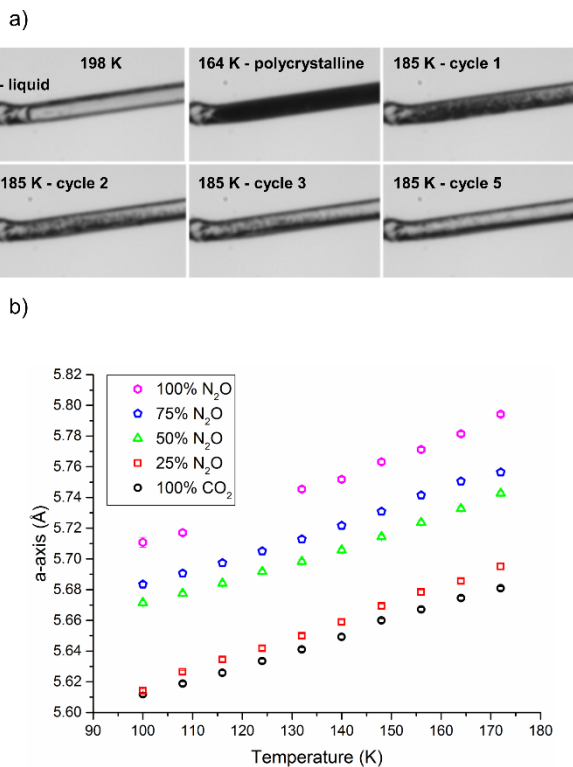 a)
198 K
- liquid
164 K - polycrystalline
185 K - cycle 1
185 K - cycle 2
185 K - cycle 3
185 K - cycle 5
b)
5.82
5.80
5.78
5.76
5.74
5.72
5.70
5.68
5.66
5.64
5.62
5.60
a-axis (Å)
100% N₂O
75% N₂O
50% N₂O
25% N₂O
100% CO₂
90 100 110 120 130 140 150 160 170 180
Temperature (K)